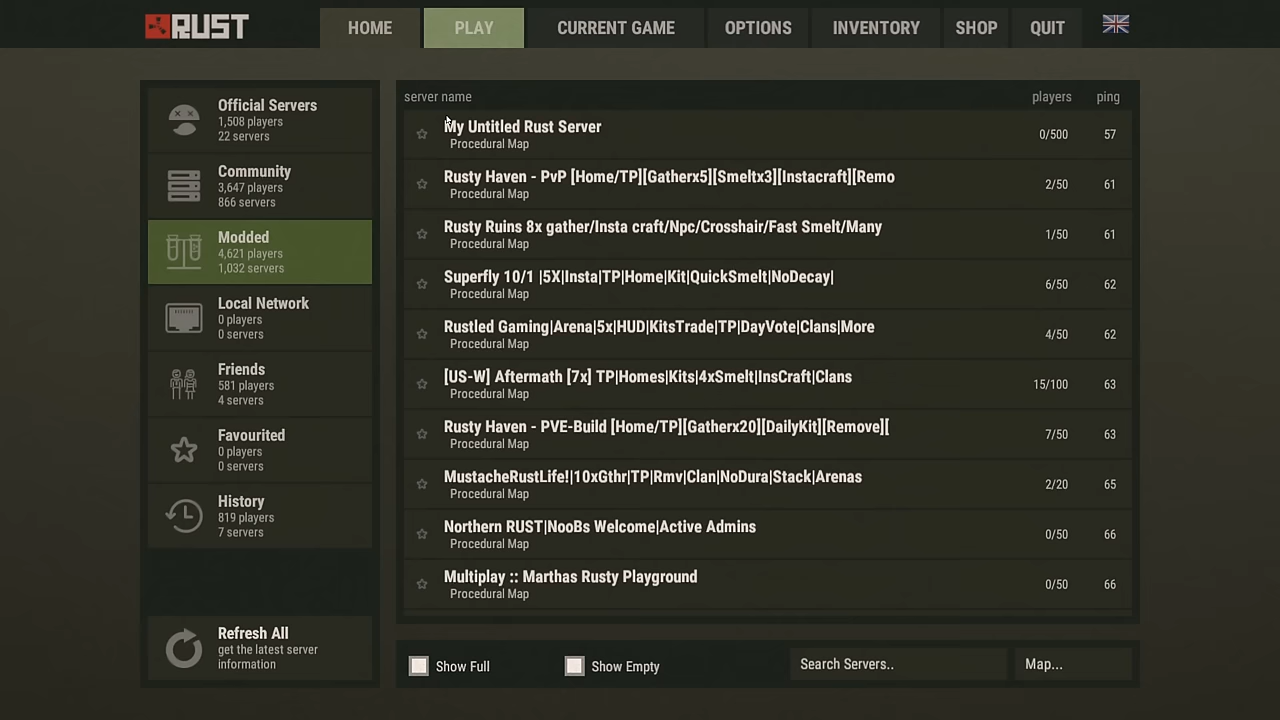 RUST
HOME
PLAY
CURRENT GAME
OPTIONS
INVENTORY
SHOP
QUIT
Official Servers
1,508 players
22 servers
Community
3,647 players
866 servers
Modded
4,621 players
1,032 servers
Local Network
0 players
0 servers
Friends
581 players
4 servers
Favourited
0 players
0 servers
History
819 players
7 servers
Refresh All
get the latest server
information
server name players ping
My Untitled Rust Server 0/500 57
Procedural Map
Rusty Haven - PvP [Home/TP][Gatherx5][Smeltx3][Instacraft][Remo 2/50 61
Procedural Map
Rusty Ruins 8x gather/Insta craft/Npc/Crosshair/Fast Smelt/Many 1/50 61
Procedural Map
Superfly 10/1 |5X|Insta|TP|Home|Kit|QuickSmelt|NoDecay| 6/50 62
Procedural Map
Rustled Gaming|Arena|5x|HUD|KitsTrade|TP|DayVote|Clans|More 4/50 62
Procedural Map
[US-W] Aftermath [7x] TP|Homes|Kits|4xSmelt|InsCraft|Clans 15/100 63
Procedural Map
Rusty Haven - PVE-Build [Home/TP][Gatherx20][DailyKit][Remove][ 7/50 63
Procedural Map
MustacheRustLife!|10xGthr|TP|Rmv|Clan|NoDura|Stack|Arenas 2/20 65
Procedural Map
Northern RUST|NooBs Welcome|Active Admins 0/50 66
Procedural Map
Multiplay :: Marthas Rusty Playground 0/50 66
Procedural Map
Show Full
Show Empty
Search Servers..
Map...